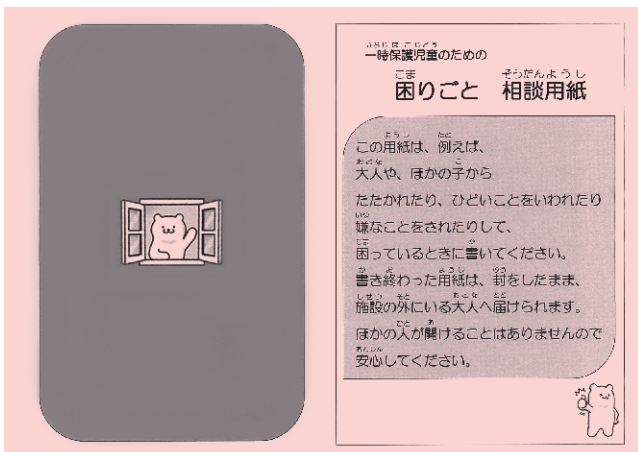 一時保護児童のための
困りごと 相談用紙
この用紙は、例えば、
大人や、ほかの子から
たたかれたり、ひどいことをいわれたり
嫌なことをされたりして、
困っているときに書いてください。
書き終わった用紙は、封をしたまま、
施設の外にいる大人へ届けられます。
ほかの人が開けることはありませんので
安心してください。